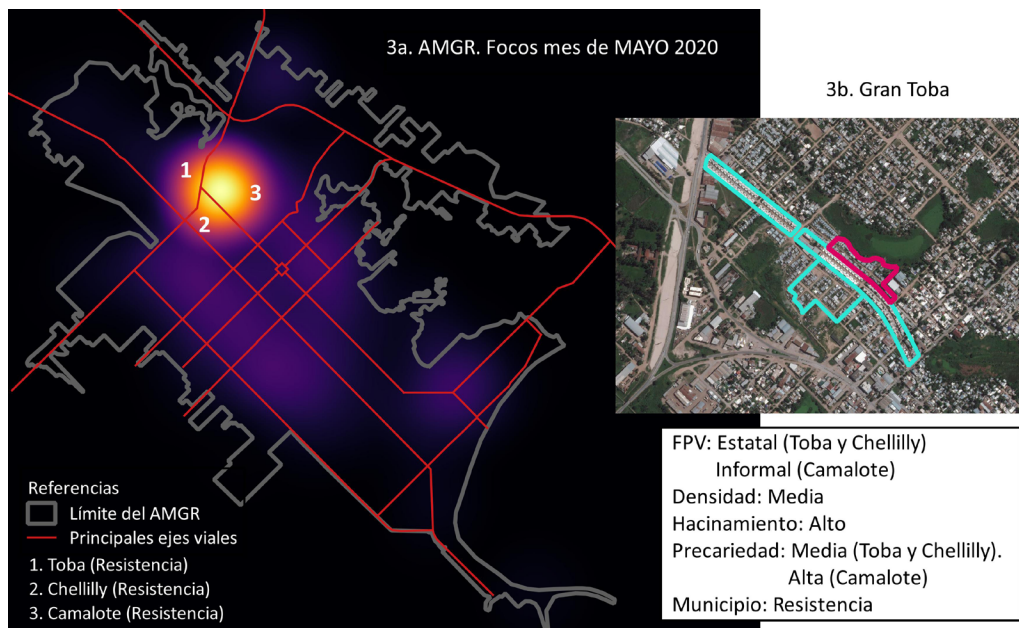 3a. AMGR. Focos mes de MAYO 2020
1
3
2
Referencias
Límite del AMGR
Principales ejes viales
1. Toba (Resistencia)
2. Chellilly (Resistencia)
3. Camalote (Resistencia)
3b. Gran Toba
FPV: Estatal (Toba y Chellilly)
Informal (Camalote)
Densidad: Media
Hacinamiento: Alto
Precariedad: Media (Toba y Chellilly).
Alta (Camalote)
Municipio: Resistencia